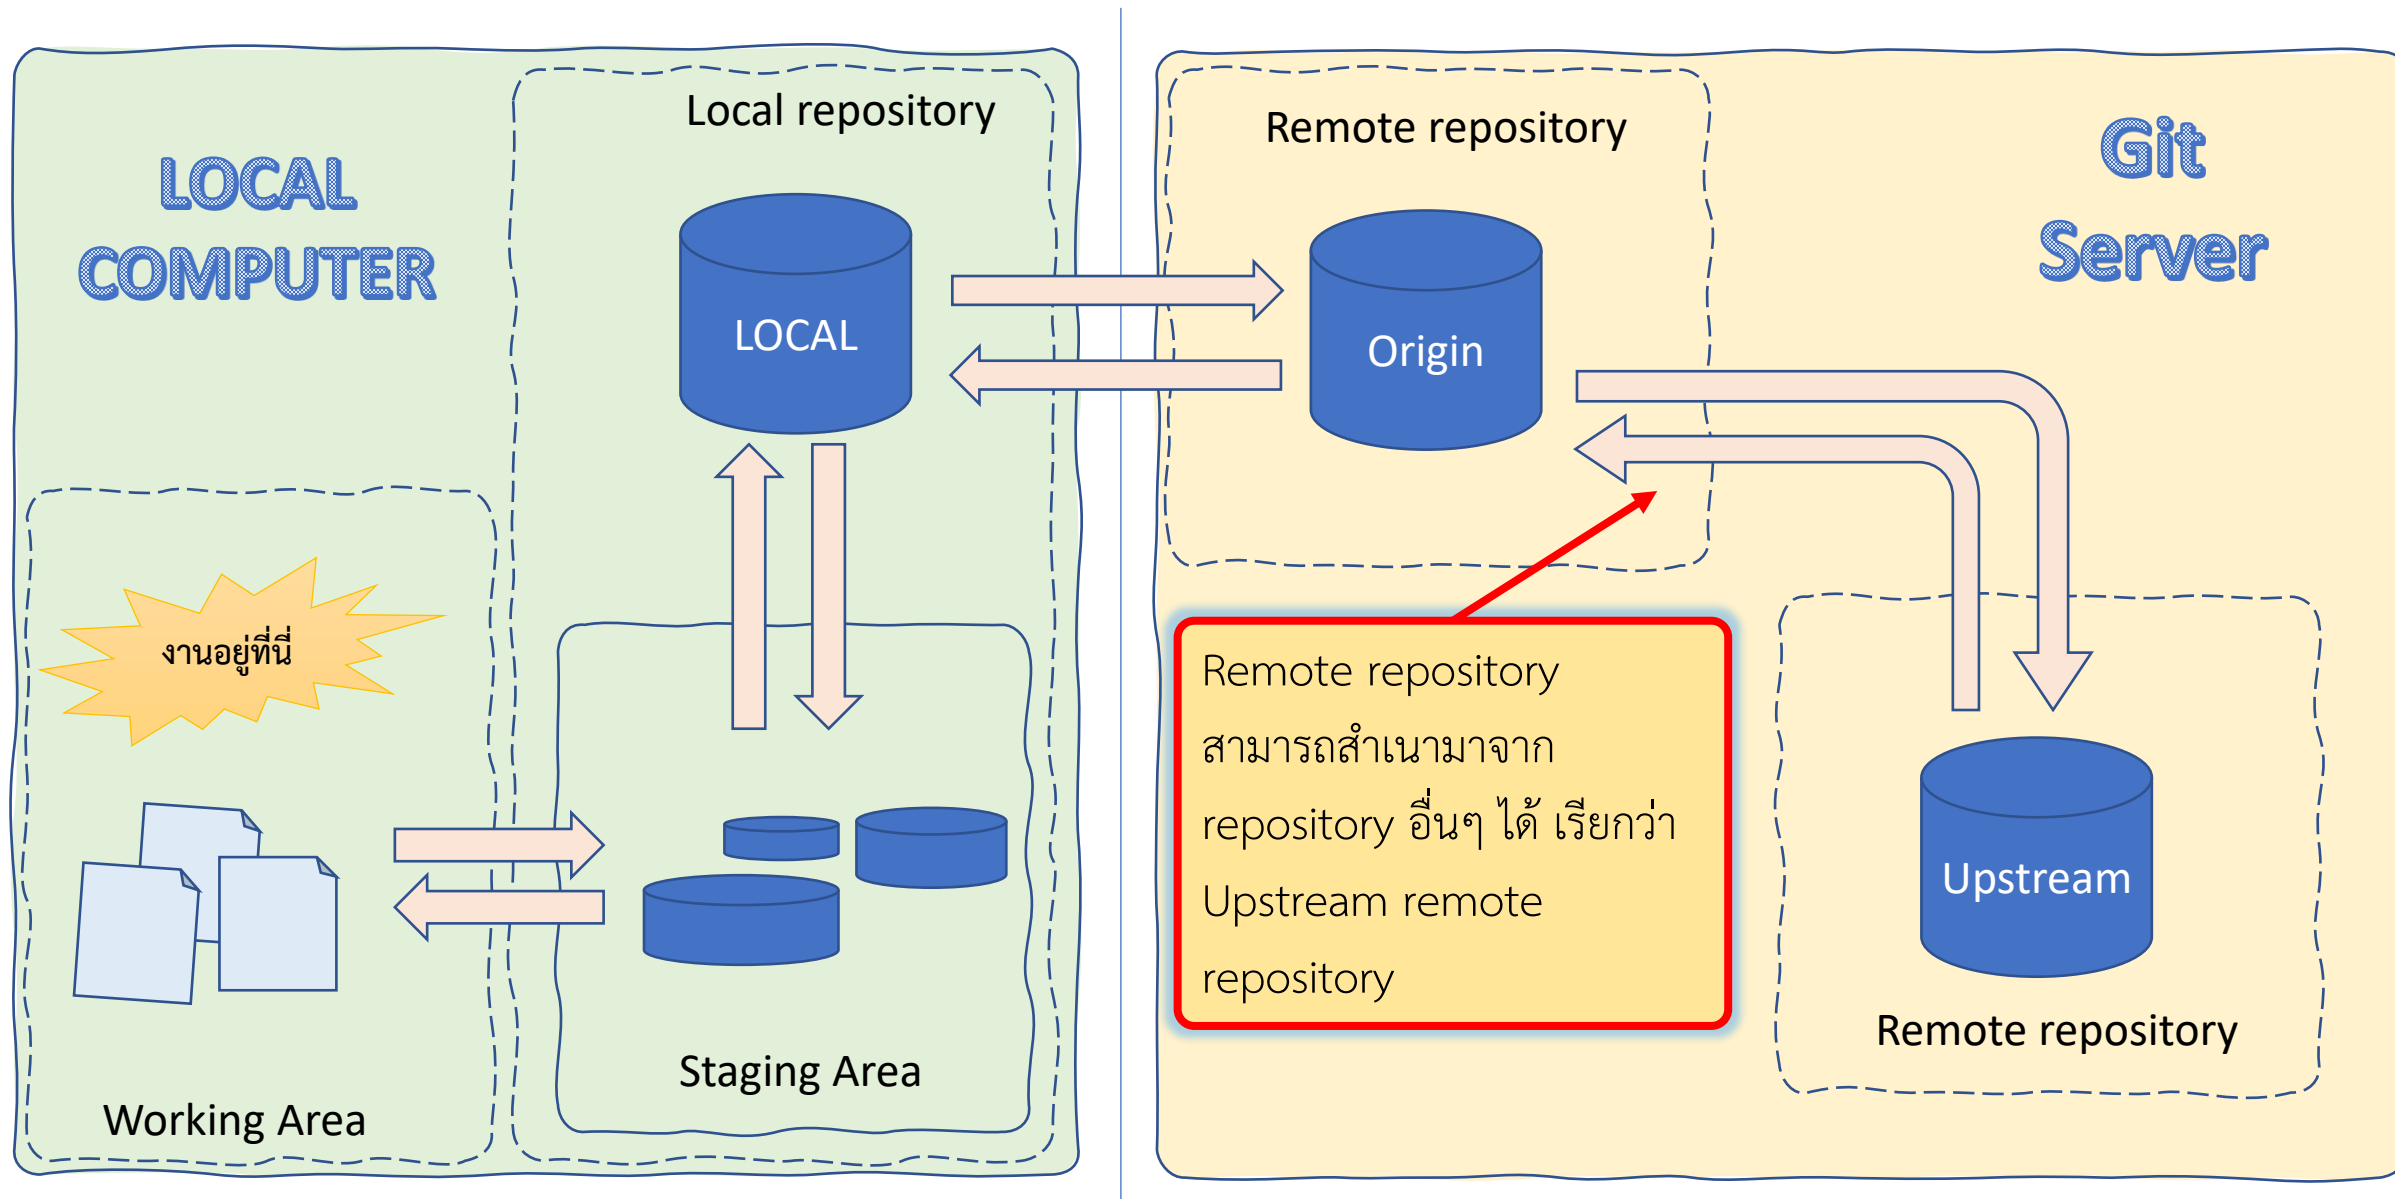 LOCAL
COMPUTER
Local repository
LOCAL
งานอยู่ที่นี่
Working Area
Staging Area
Remote repository
Origin
Git
Server
Remote repository
สามารถสำเนามาจาก
repository อื่นๆ ได้ เรียกว่า
Upstream remote
repository
Upstream
Remote repository